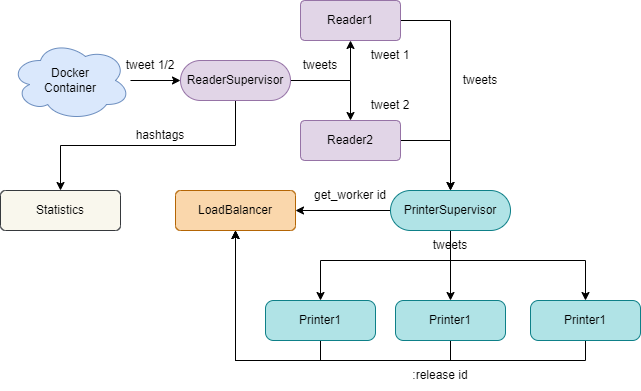 Reader1
Docker
Container
tweet 1/2
ReaderSupervisor
tweets
tweet 1
tweets
tweet 2
hashtags
Reader2
Statistics
LoadBalancer
get_worker id
PrinterSupervisor
tweets
Printer1
Printer1
Printer1
:release id